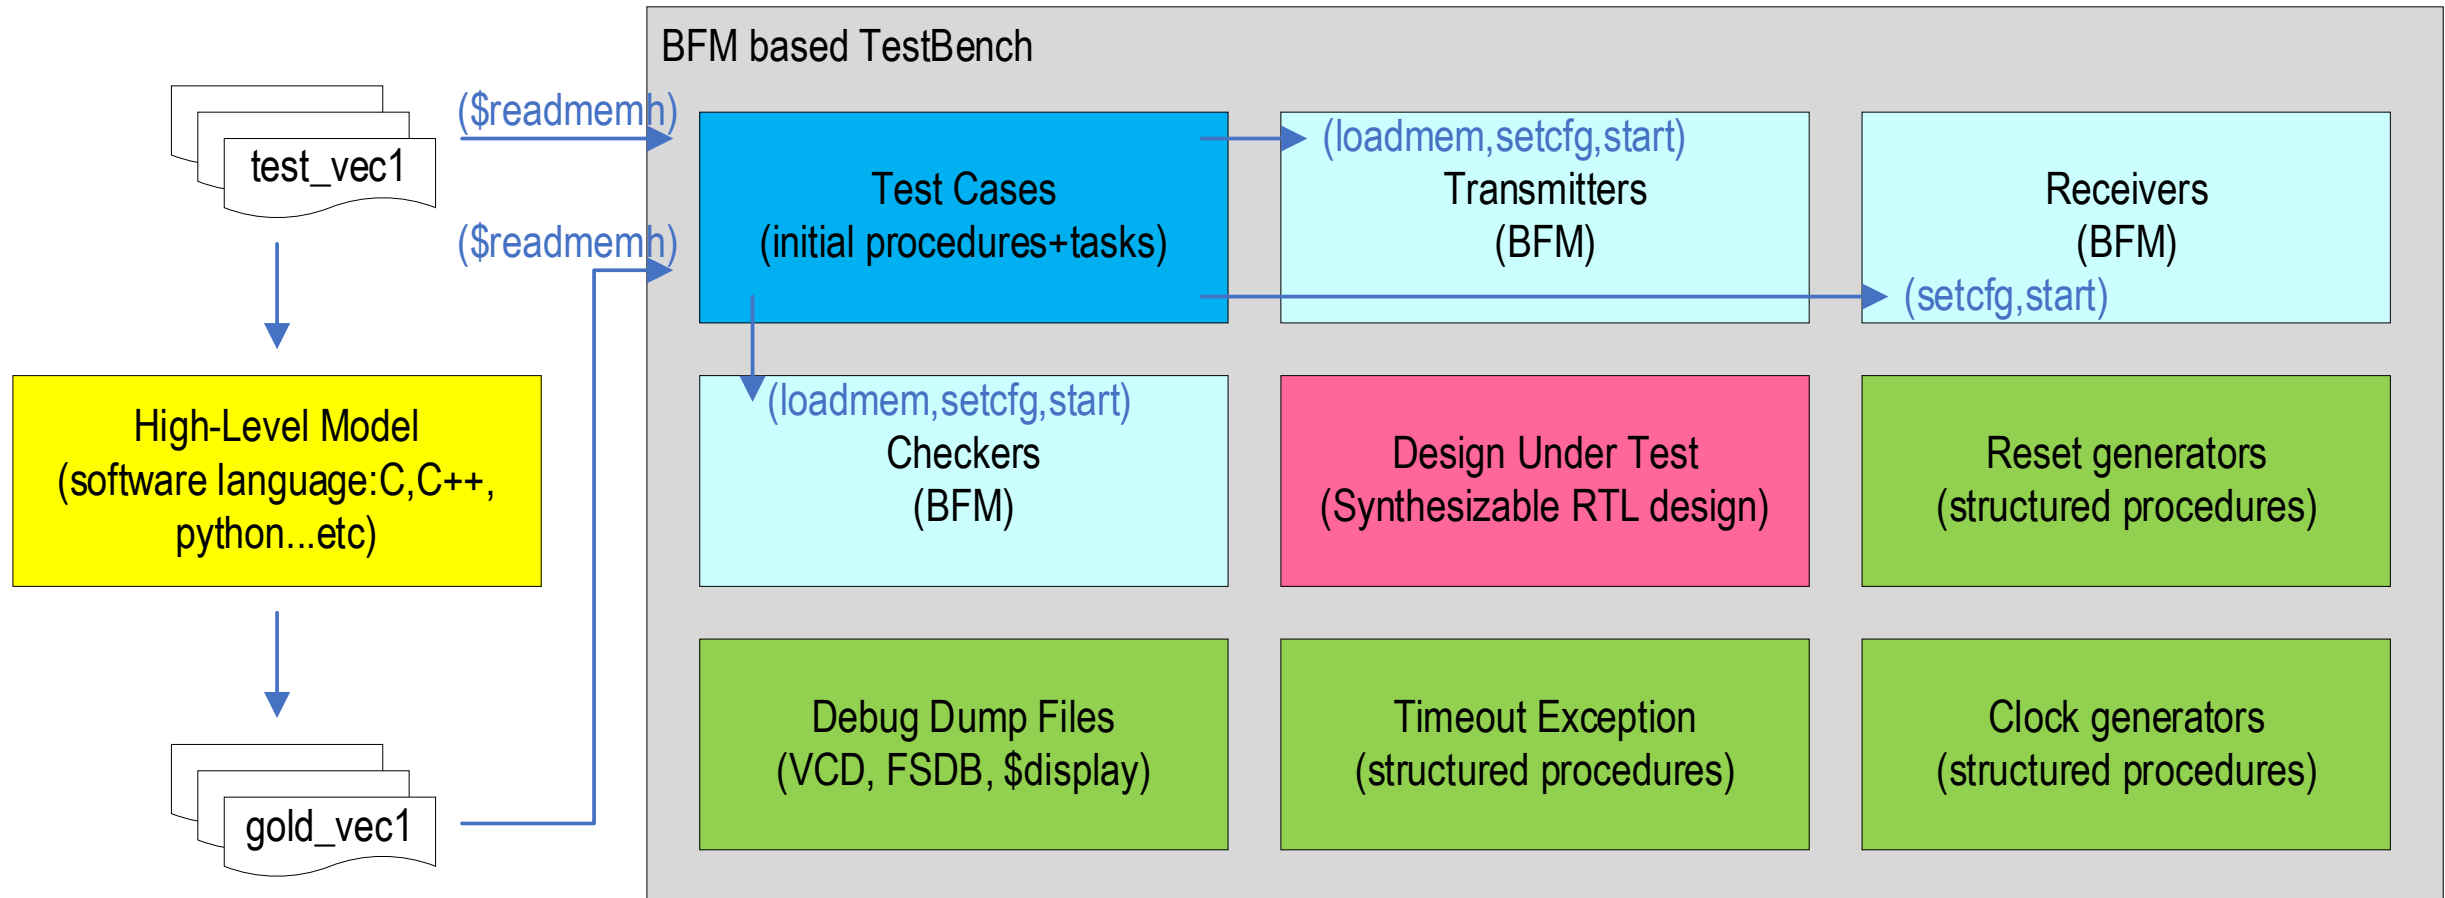 BFM based TestBench
test_vec1
($readmemh)
($readmemh)
High-Level Model
(software language:C,C++,
python...etc)
gold_vec1
Test Cases
(initial procedures+tasks)
(loadmem,setcfg,start)
Transmitters
(BFM)
Receivers
(BFM)
(setcfg,start)
(loadmem,setcfg,start)
Checkers
(BFM)
Design Under Test
(Synthesizable RTL design)
Reset generators
(structured procedures)
Debug Dump Files
(VCD, FSDB, $display)
Timeout Exception
(structured procedures)
Clock generators
(structured procedures)